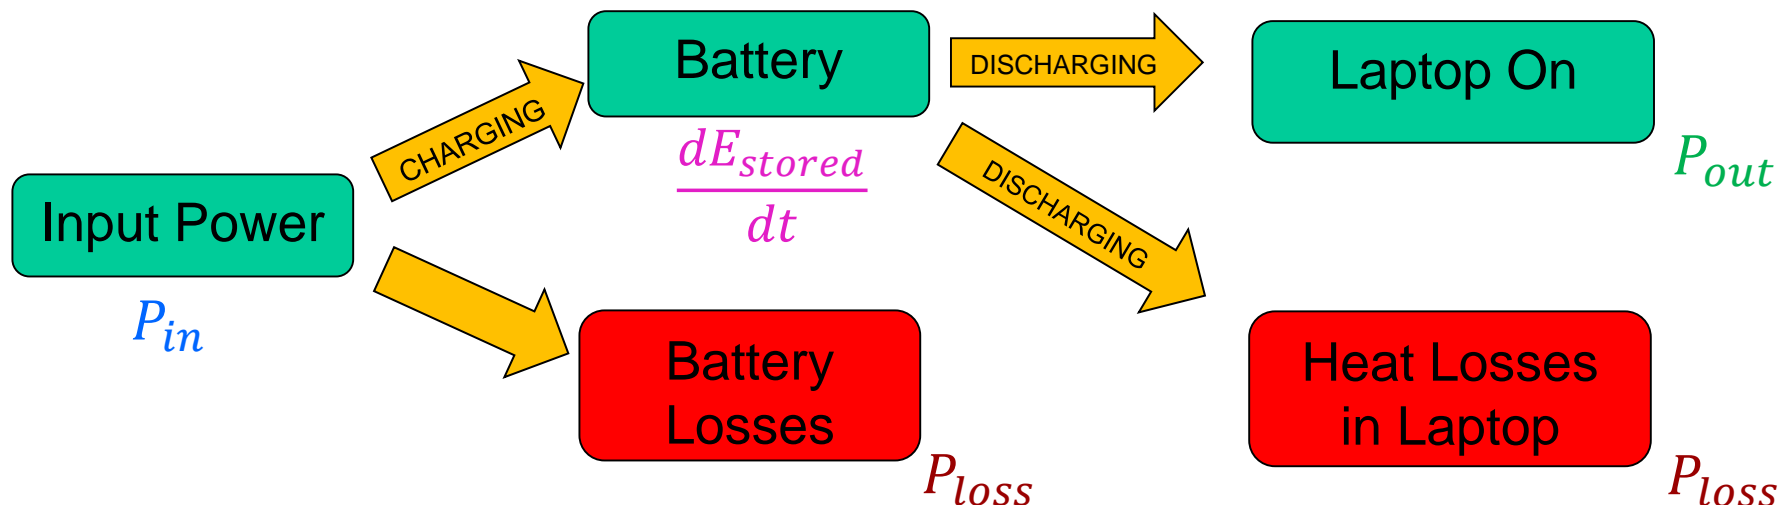 Battery
DISCHARGING
Laptop On
CHARGING
dE_stored
dt
P_out
DISCHARGING
Input Power
P_in
Battery
Losses
P_loss
Heat Losses
in Laptop
P_loss